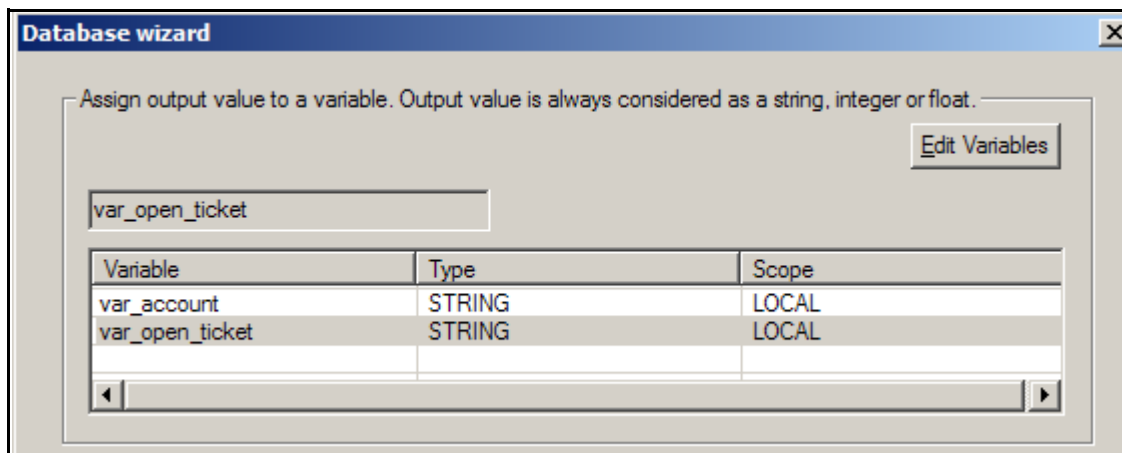 Database wizard
Assign output value to a variable. Output value is always considered as a string, integer or float.
Edit Variables
var_open_ticket
Variable Type Scope
var_account STRING LOCAL
var_open_ticket STRING LOCAL